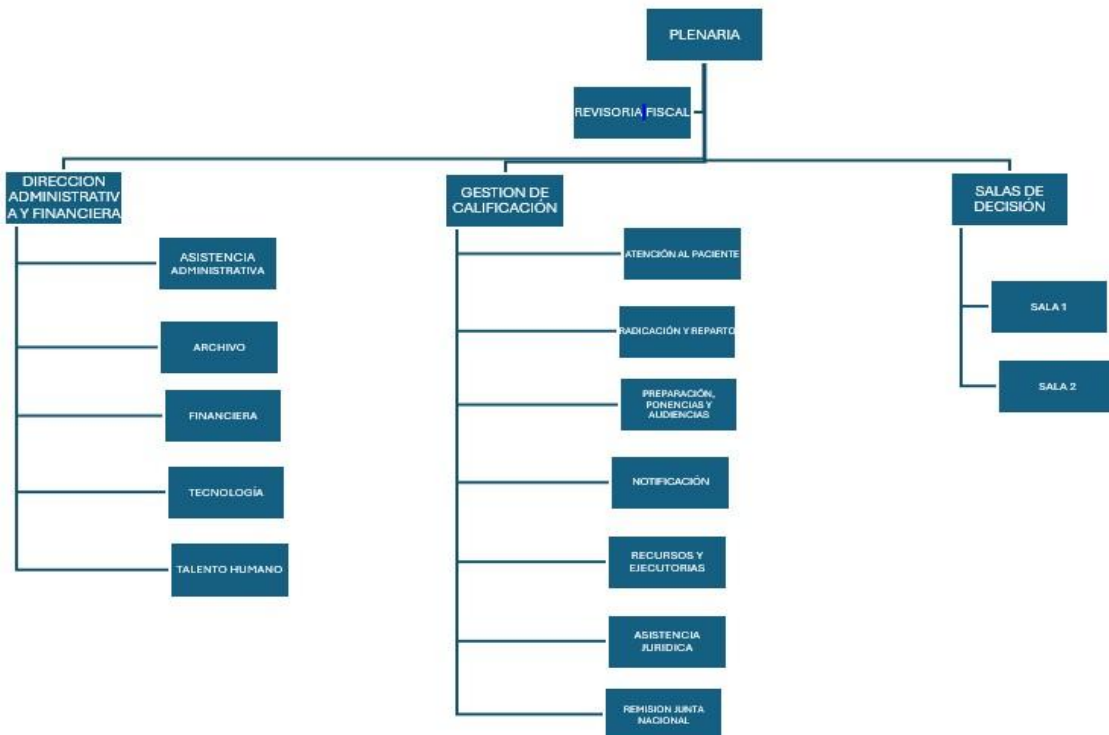 PLENARIA
REVISORIA FISCAL
DIRECCION
ADMINISTRATIV
A Y FINANCIERA
GESTION DE
CALIFICACIÓN
SALAS DE
DECISIÓN
ASISTENCIA
ADMINISTRATIVA
ARCHIVO
FINANCIERA
TECNOLOGÍA
TALENTO HUMANO
ATENCIÓN AL PACIENTE
RADICACIÓN Y REPARTO
PREPARACIÓN,
PONENCIAS Y
AUDIENCIAS
NOTIFICACIÓN
RECURSOS Y
EJECUTORIAS
ASISTENCIA
JURIDICA
REMISION JUNTA
NACIONAL
SALA 1
SALA 2